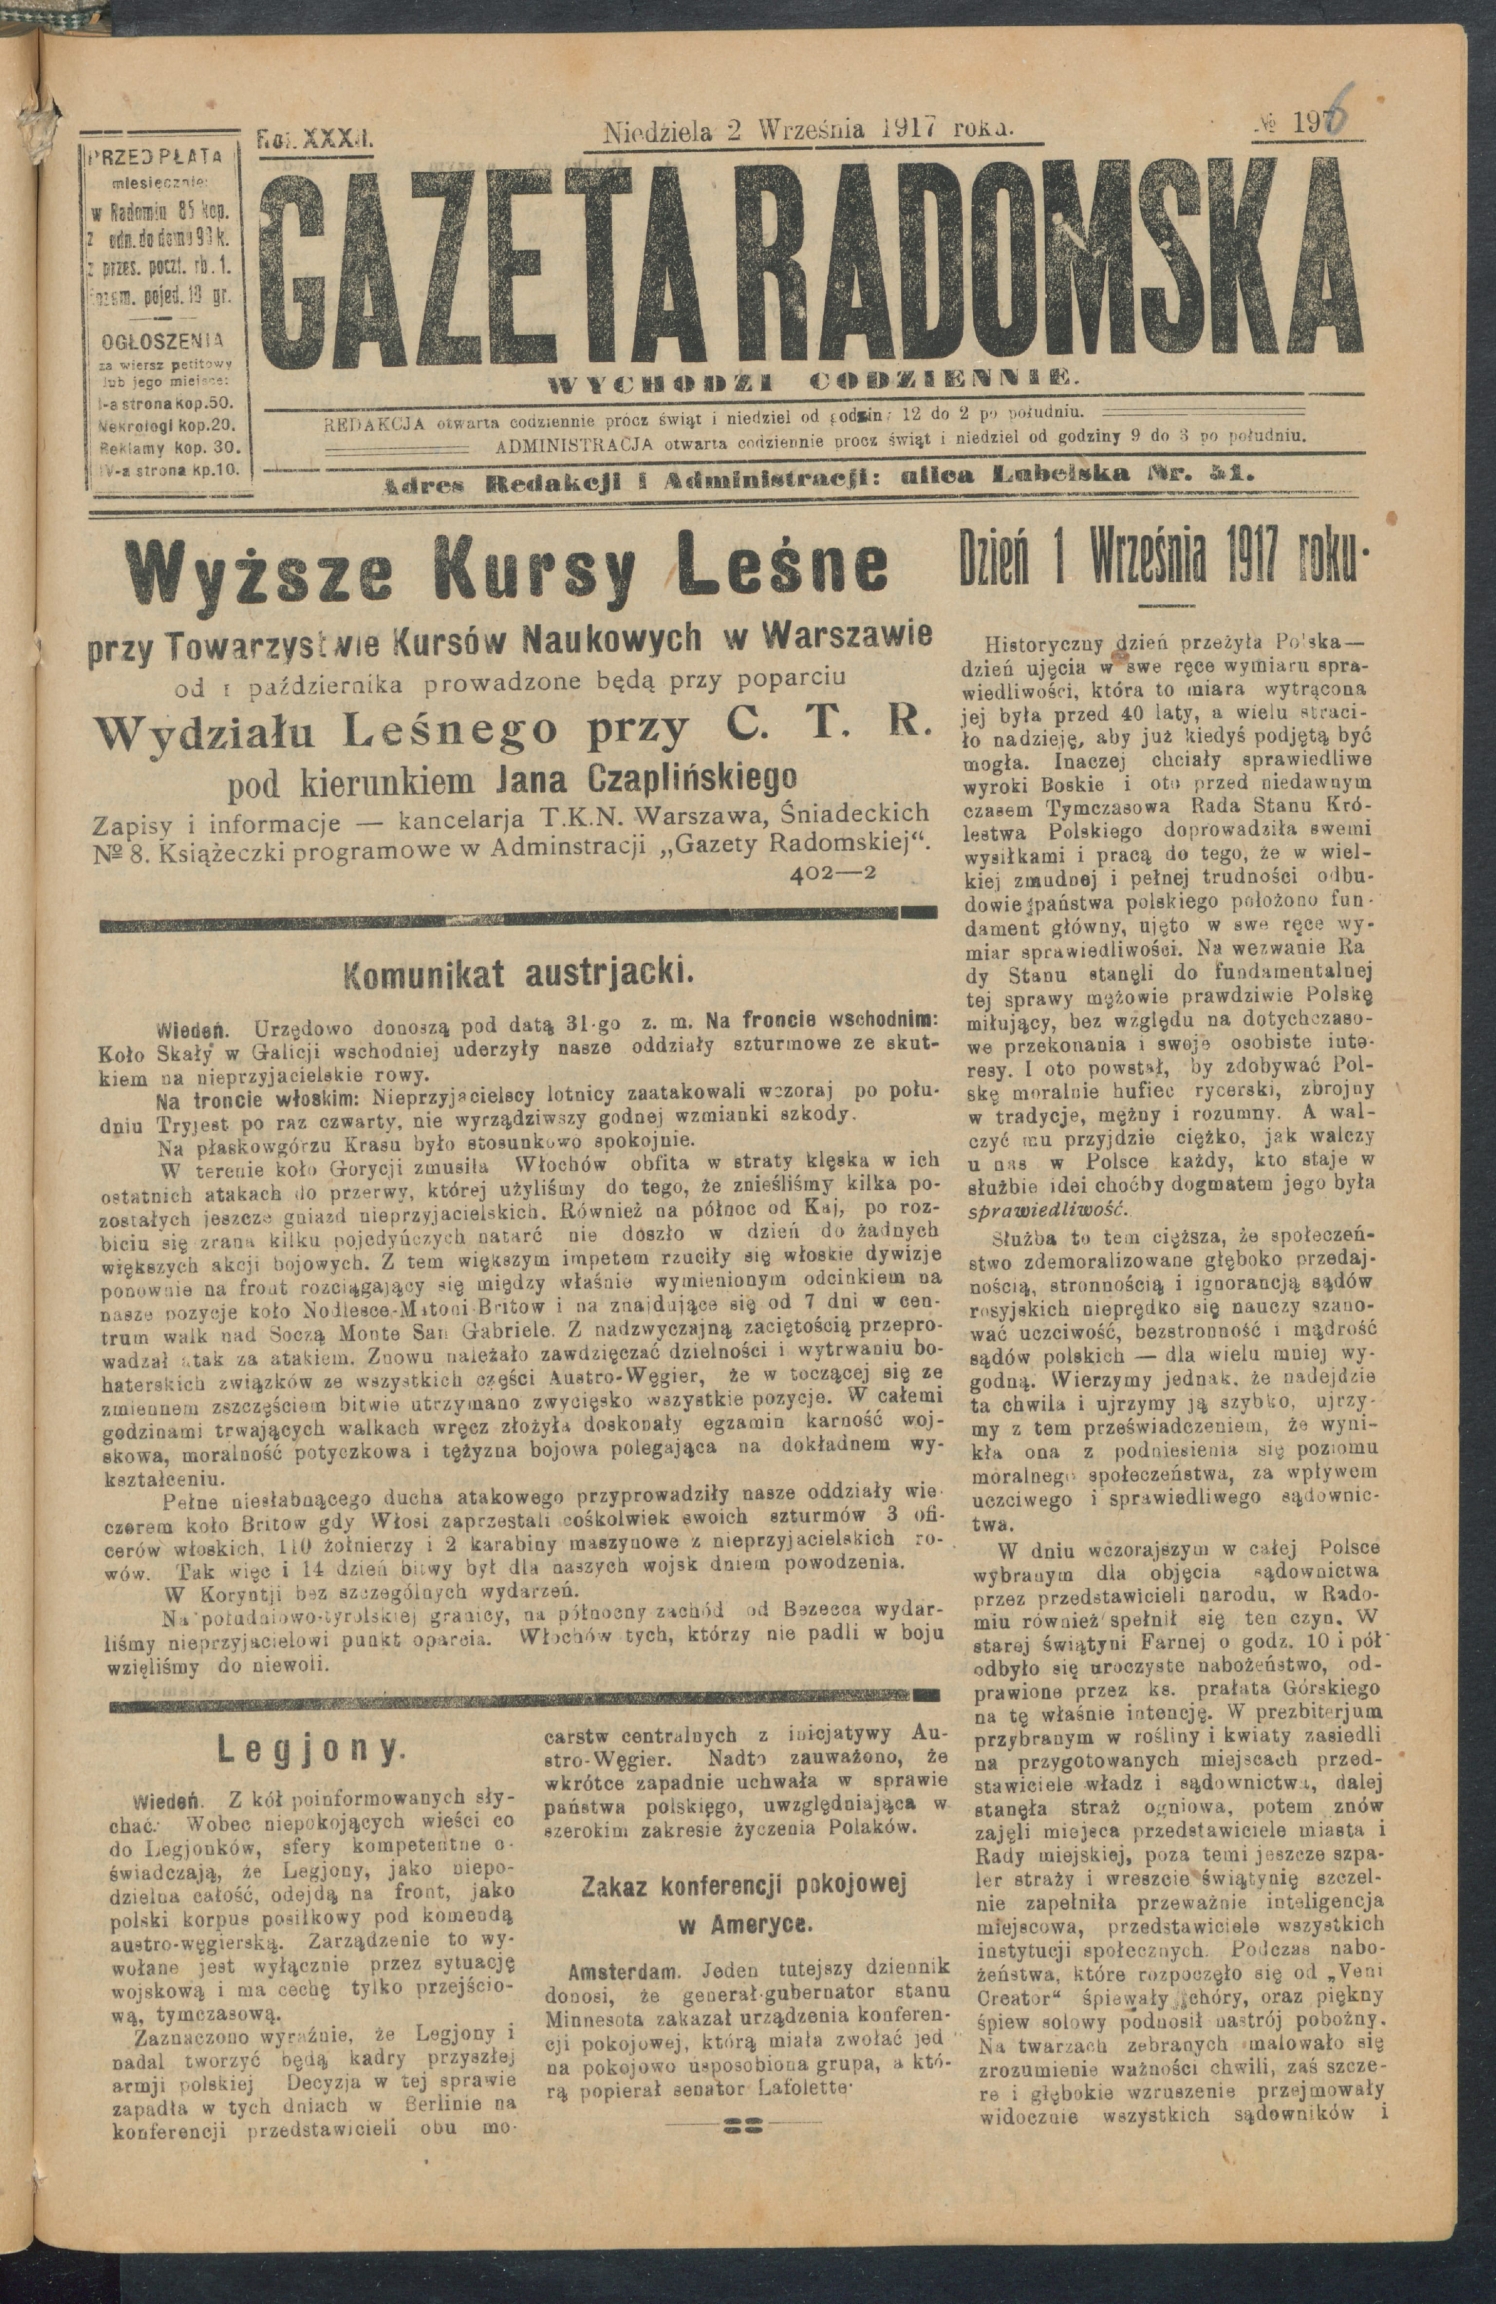 Niedziela 2 Września 1917 roku.
№ 196
PRZEDPŁATA
miesięcznie:
w Radomiu 85 kop.
z odn. do domu 93 k.
z przes. poczt. rb. 1.
pojed. 10 gr.
OGŁOSZENIA
za wiersz petitowy
lub jego miejsce:
I-a strona kop. 50.
Nekrologi kop. 20.
Reklamy kop. 30.
IV-a strona kp. 10.
GAZETA RADOMSKA
WYCHODZI CODZIENNIE.
REDAKCJA otwarta codziennie prócz świąt i niedziel od godziny 12 do 2 po południu.
ADMINISTRACJA otwarta codziennie prócz świąt i niedziel od godziny 9 do 3 po południu.
Adres Redakcji i Administracji: ulica Lubelska Nr. 51.
Wyższe Kursy Leśne
przy Towarzystwie Kursów Naukowych w Warszawie
od 1 października prowadzone będą przy poparciu
Wydziału Leśnego przy C. T. R.
pod kierunkiem Jana Czaplińskiego
Zapisy i informacje — kancelarja T.K.N. Warszawa, Śniadeckich
№ 8. Książeczki programowe w Adminstracji „Gazety Radomskiej“.
402—2
Komunikat austrjacki.
Wiedeń. Urzędowo donoszą pod datą 31-go z. m. Na froncie wschodnim:
Koło Skały w Galicji wschodniej uderzyły nasze oddziały szturmowe ze skut-
kiem na nieprzyjacielskie rowy.
Na froncie włoskim: Nieprzyjacielscy lotnicy zaatakowali wczoraj po połu-
dniu Tryjest po raz czwarty, nie wyrządziwszy godnej wzmianki szkody.
Na płaskowgórzu Krasu było stosunkowo spokojnie.
W terenie koło Gorycji zmusiła Włochów obfita w straty klęska w ich
ostatnich atakach do przerwy, której użyliśmy do tego, że znieśliśmy kilka po-
zostałych jeszcze gniazd nieprzyjacielskich. Również na północ od Kaj, po roz-
biciu się zrana kilku pojedyńczych natarć nie doszło w dzień do żadnych
większych akcji bojowych. Z tem większym impetem rzuciły się włoskie dywizje
ponownie na front rozciągający się między właśnie wymienionym odcinkiem na
nasze pozycje koło Nodlesce-Matoni-Britow i na znajdujące się od 7 dni w cen-
trum walk nad Soczą Monte San Gabriele. Z nadzwyczajną zaciętością przepro-
wadzał atak za atakiem. Znowu należało zawdzięczać dzielności i wytrwaniu bo-
haterskich związków ze wszystkich części Austro-Węgier, że w toczącej się ze
zmiennem zszczęściem bitwie utrzymano zwycięsko wszystkie pozycje. W całemi
godzinami trwających walkach wręcz złożyła doskonały egzamin karność woj-
skowa, moralność potyczkowa i tężyzna bojowa polegająca na dokładnem wy-
kształceniu.
Pełne niesłabnącego ducha atakowego przyprowadziły nasze oddziały wie-
czorem koło Britow gdy Włosi zaprzestali cośkolwiek swoich szturmów 3 ofi-
cerów włoskich, 110 żołnierzy i 2 karabiny maszynowe z nieprzyjacielskich ro-
wów. Tak więc i 14 dzień bitwy był dla naszych wojsk dniem powodzenia.
W Koryntji bez szczególnych wydarzeń.
Na południowo-tyrolskiej granicy, na północny zachód od Bezecca wydar-
liśmy nieprzyjacielowi punkt oparcia. Włochów tych, którzy nie padli w boju
wzięliśmy do niewoli.
Legjony.
Wiedeń. Z kół poinformowanych sły-
chać: Wobec niepokojących wieści co
do Legjonków, sfery kompetentne o-
świadczają, że Legjony, jako niepo-
dzielna całość, odejdą na front, jako
polski korpus posiłkowy pod komendą
austro-węgierską. Zarządzenie to wy-
wołane jest wyłącznie przez sytuację
wojskową i ma cechę tylko przejścio-
wą, tymczasową.
Zaznaczono wyraźnie, że Legjony i
nadal tworzyć będą kadry przyszłej
armji polskiej Decyzja w tej sprawie
zapadła w tych dniach w Berlinie na
konferencji przedstawicieli obu mo-
carstw centralnych z inicjatywy Au-
stro-Węgier. Nadto zauważono, że
wkrótce zapadnie uchwała w sprawie
państwa polskięgo, uwzględniająca w
szerokim zakresie życzenia Polaków.
Zakaz konferencji pokojowej
w Ameryce.
Amsterdam. Jeden tutejszy dziennik
donosi, że generał-gubernator stanu
Minnesota zakazał urządzenia konferen-
cji pokojowej, którą miała zwołać jed
na pokojowo usposobiona grupa, a któ-
rą popierał senator Lafolette.
Dzień 1 Września 1917 roku.
Historyczny dzień przeżyła Polska—
dzień ujęcia w swe ręce wymiaru spra-
wiedliwości, która to miara wytrącona
jej była przed 40 laty, a wielu straci-
ło nadzieję, aby już kiedyś podjętą być
mogła. Inaczej chciały sprawiedliwe
wyroki Boskie i oto przed niedawnym
czasem Tymczasowa Rada Stanu Kró-
lestwa Polskiego doprowadziła swemi
wysiłkami i pracą do tego, że w wiel-
kiej zmudnej i pełnej trudności odbu-
dowie państwa polskiego położono fun-
dament główny, ujęto w swe ręce wy-
miar sprawiedliwości. Na wezwanie Ra
dy Stanu stanęli do fundamentalnej
tej sprawy mężowie prawdziwie Polskę
miłujący, bez względu na dotychczaso-
we przekonania i swoje osobiste inte-
resy. I oto powstał, by zdobywać Pol-
skę moralnie hufiec rycerski, zbrojny
w tradycje, mężny i rozumny. A wal-
czyć mu przyjdzie ciężko, jak walczy
u nas w Polsce każdy, kto staje w
służbie idei choćby dogmatem jego była
sprawiedliwość.
Służba to tem cięższa, że społeczeń-
stwo zdemoralizowane głęboko przedaj-
nością, stronnością i ignorancją sądów
rosyjskich nieprędko się nauczy szano-
wać uczciwość, bezstronność i mądrość
sądów polskich — dla wielu mniej wy-
godną. Wierzymy jednak, że nadejdzie
ta chwila i ujrzymy ją szybko, ujrzy-
my z tem przeświadczeniem, że wyni-
kła ona z podniesienia się poziomu
moralnego społeczeństwa, za wpływem
uczciwego i sprawiedliwego sądownic-
twa.
W dniu wczorajszym w całej Polsce
wybranym dla objęcia sądownictwa
przez przedstawicieli narodu, w Rado-
miu również spełnił się ten czyn. W
starej świątyni Farnej o godz. 10 i pół
odbyło się uroczyste nabożeństwo, od-
prawione przez ks. prałata Górskiego
na tę właśnie intencję. W prezbiterjum
przybranym w rośliny i kwiaty zasiedli
na przygotowanych miejscach przed-
stawiciele władz i sądownictwa, dalej
stanęła straż ogniowa, potem znów
zajęli miejsca przedstawiciele miasta i
Rady miejskiej, poza temi jeszcze szpa-
ler straży i wreszcie świątynię szczel-
nie zapełniła przeważnie inteligencja
miejscowa, przedstawiciele wszystkich
instytucji społecznych. Podczas nabo-
żeństwa, które rozpoczęło się od „Veni
Creator“ śpiewały chóry, oraz piękny
śpiew solowy podnosił nastrój pobożny.
Na twarzach zebranych malowało się
zrozumienie ważności chwili, zaś szcze-
re i głębokie wzruszenie przejmowały
widocznie wszystkich sądowników i